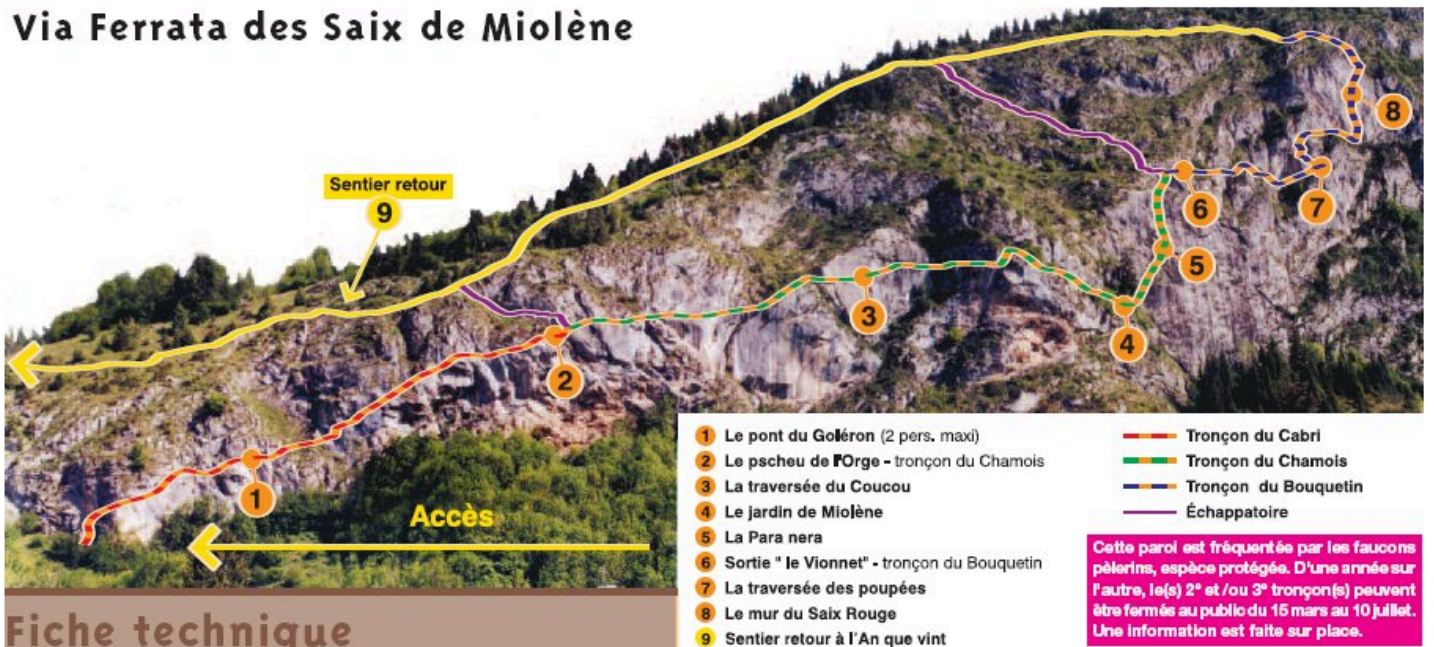 Via Ferrata des Saix de Miolène
Sentier retour
9
8
6
7
5
3
4
2
1
Accès
1 Le pont du Goléron (2 pers. maxi)
2 Le pscheu de l'Orge - tronçon du Chamois
3 La traversée du Coucou
4 Le jardin de Miolène
5 La Para nera
6 Sortie " le Vionnet" - tronçon du Bouquetin
7 La traversée des poupées
8 Le mur du Saix Rouge
9 Sentier retour à l'An que vint
Tronçon du Cabri
Tronçon du Chamois
Tronçon du Bouquetin
Échappatoire
Cette paroi est fréquentée par les faucons
pèlerins, espèce protégée. D'une année sur
l'autre, le(s) 2° et /ou 3° tronçon(s) peuvent
être fermés au public du 15 mars au 10 juillet.
Une information est faite sur place.
Fiche technique